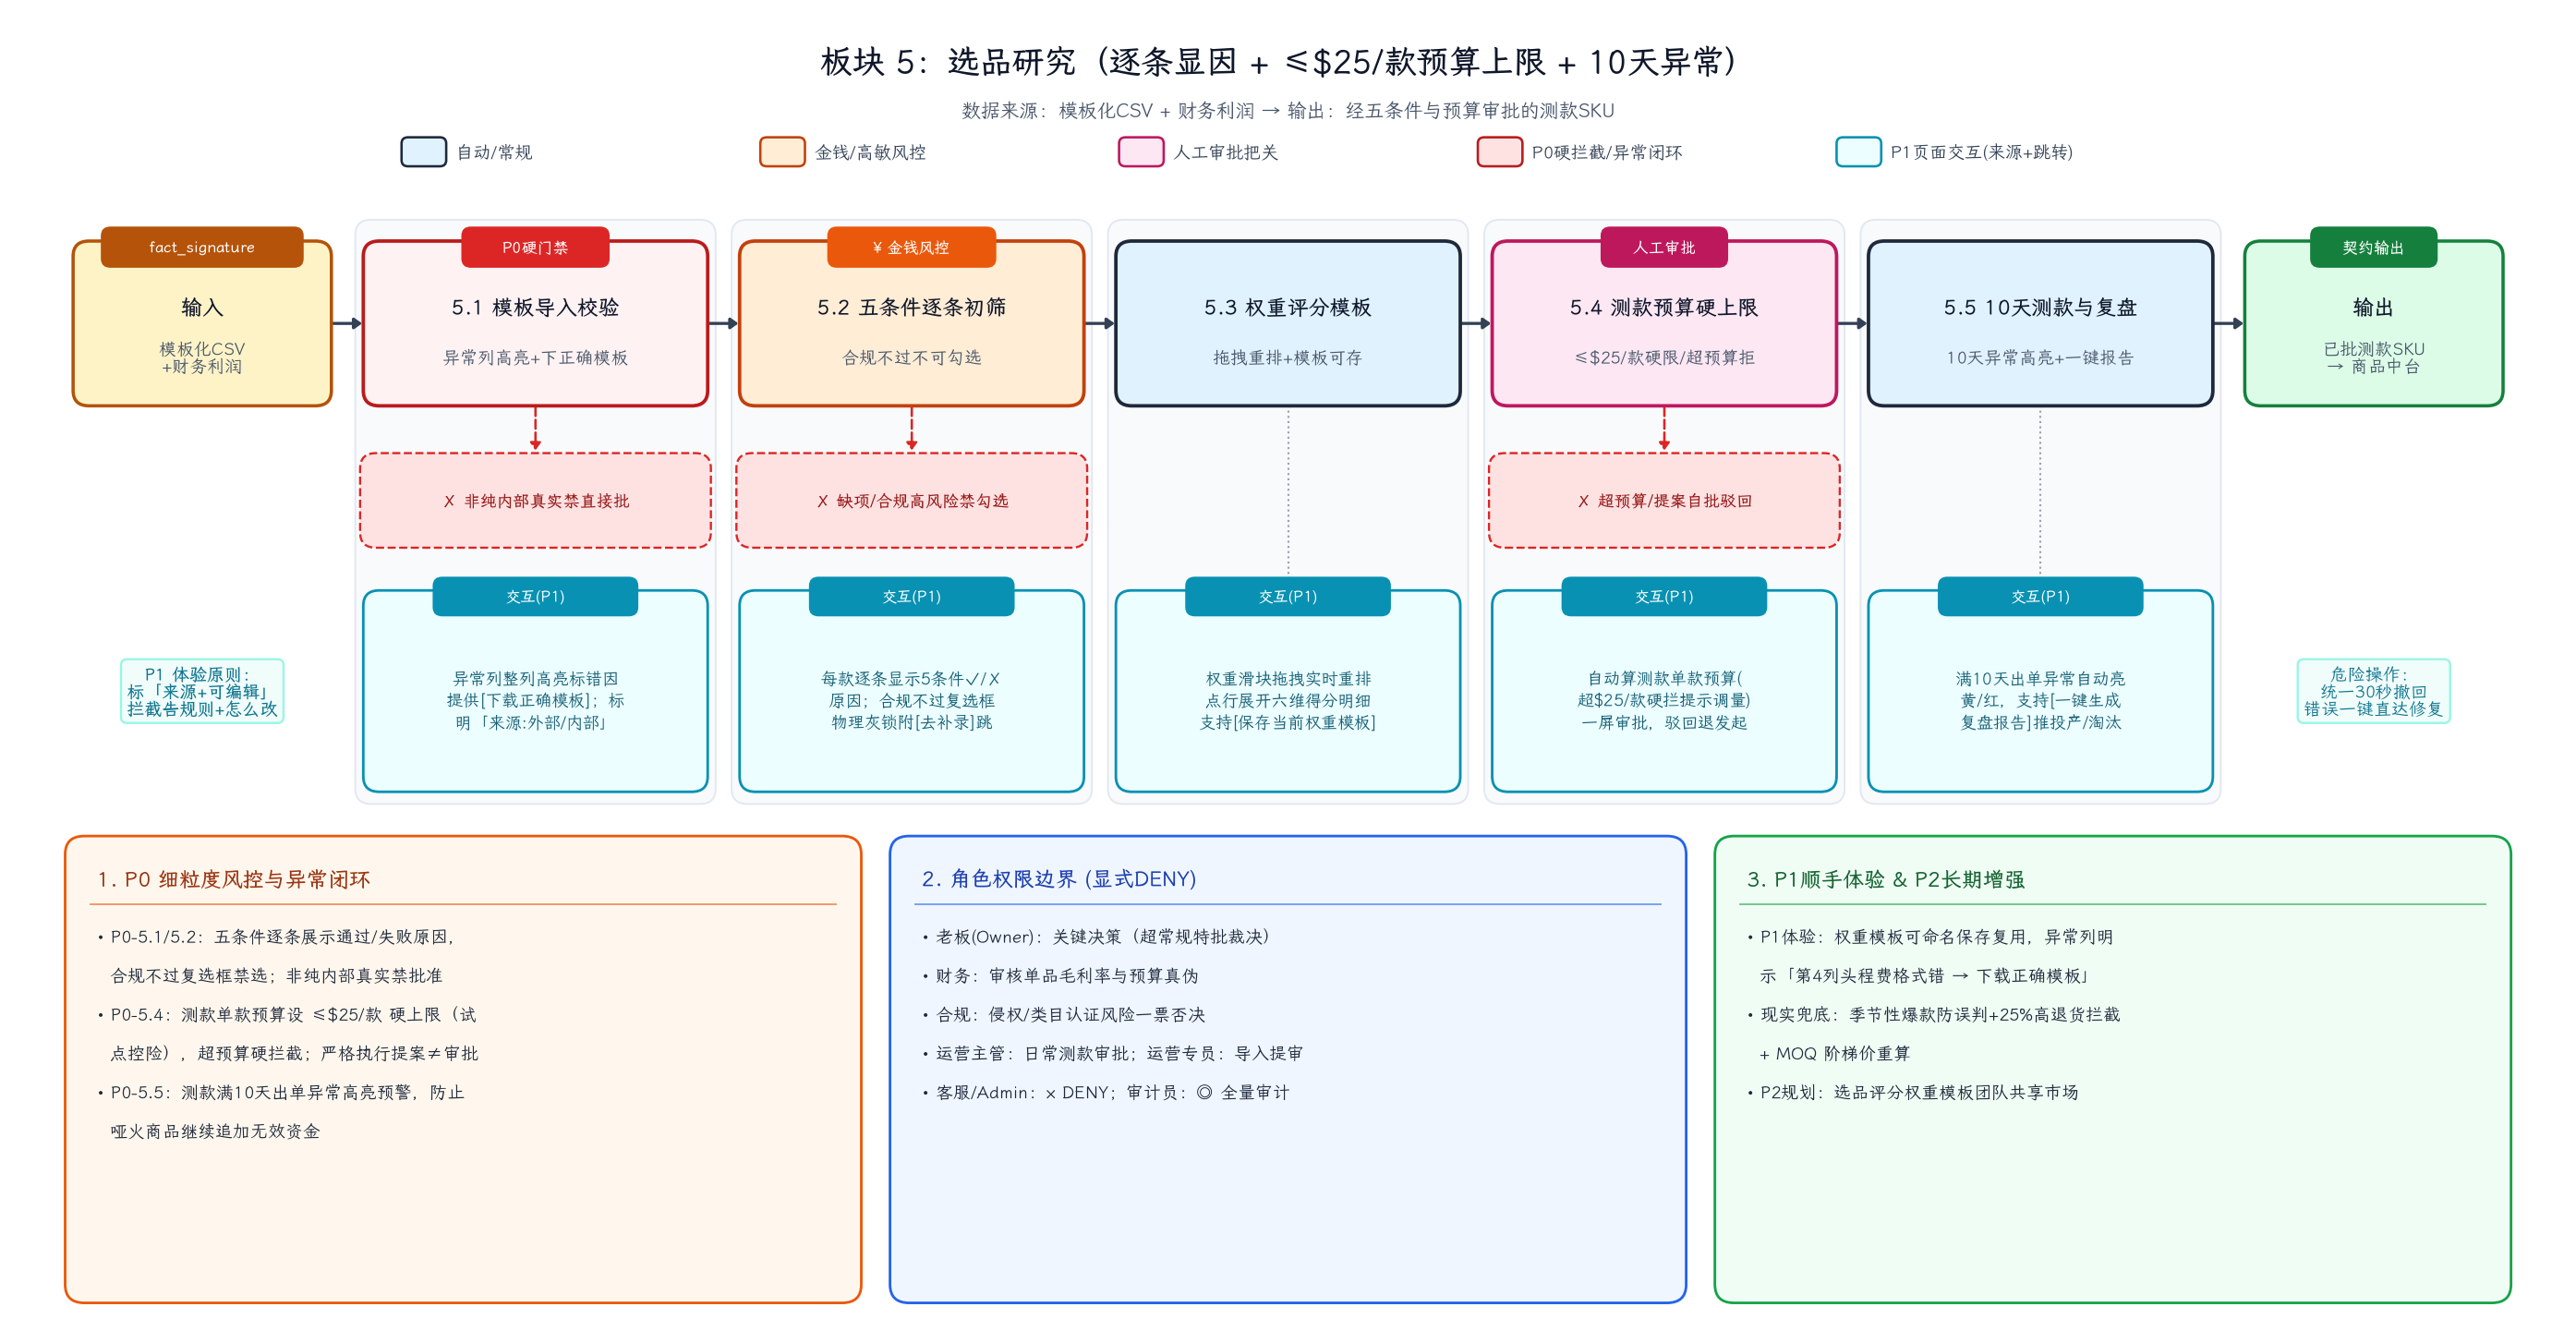 板块 5：选品研究（逐条显因 + ≤$25/款预算上限 + 10天异常）
数据来源：模板化CSV + 财务利润 → 输出：经五条件与预算审批的测款SKU
自动/常规
金钱/高敏风控
人工审批把关
P0硬拦截/异常闭环
P1页面交互(来源+跳转)
fact_signature
输入
模板化CSV
+财务利润
P0硬门禁
5.1 模板导入校验
异常列高亮+下正确模板
¥ 金钱风控
5.2 五条件逐条初筛
合规不过不可勾选
5.3 权重评分模板
拖拽重排+模板可存
人工审批
5.4 测款预算硬上限
≤$25/款硬限/超预算拒
5.5 10天测款与复盘
10天异常高亮+一键报告
契约输出
输出
已批测款SKU
→ 商品中台
X 非纯内部真实禁直接批
X 缺项/合规高风险禁勾选
X 超预算/提案自批驳回
P1 体验原则：
标「来源+可编辑」
拦截告规则+怎么改
交互(P1)
异常列整列高亮标错因
提供[下载正确模板]；标
明「来源:外部/内部」
交互(P1)
每款逐条显示5条件✓/X
原因；合规不过复选框
物理灰锁附[去补录]跳
交互(P1)
权重滑块拖拽实时重排
点行展开六维得分明细
支持[保存当前权重模板]
交互(P1)
自动算测款单款预算(
超$25/款硬拦提示调量)
一屏审批，驳回退发起
交互(P1)
满10天出单异常自动亮
黄/红，支持[一键生成
复盘报告]推投产/淘汰
危险操作：
统一30秒撤回
错误一键直达修复
1. P0 细粒度风控与异常闭环
• P0-5.1/5.2：五条件逐条展示通过/失败原因，
合规不过复选框禁选；非纯内部真实禁批准
• P0-5.4：测款单款预算设 ≤$25/款 硬上限（试
点控险），超预算硬拦截；严格执行提案≠审批
• P0-5.5：测款满10天出单异常高亮预警，防止
哑火商品继续追加无效资金
2. 角色权限边界 (显式DENY)
• 老板(Owner)：关键决策（超常规特批裁决）
• 财务：审核单品毛利率与预算真伪
• 合规：侵权/类目认证风险一票否决
• 运营主管：日常测款审批；运营专员：导入提审
• 客服/Admin：× DENY；审计员：◎ 全量审计
3. P1顺手体验 & P2长期增强
• P1体验：权重模板可命名保存复用，异常列明
示「第4列头程费格式错 → 下载正确模板」
• 现实兜底：季节性爆款防误判+25%高退货拦截
+ MOQ 阶梯价重算
• P2规划：选品评分权重模板团队共享市场